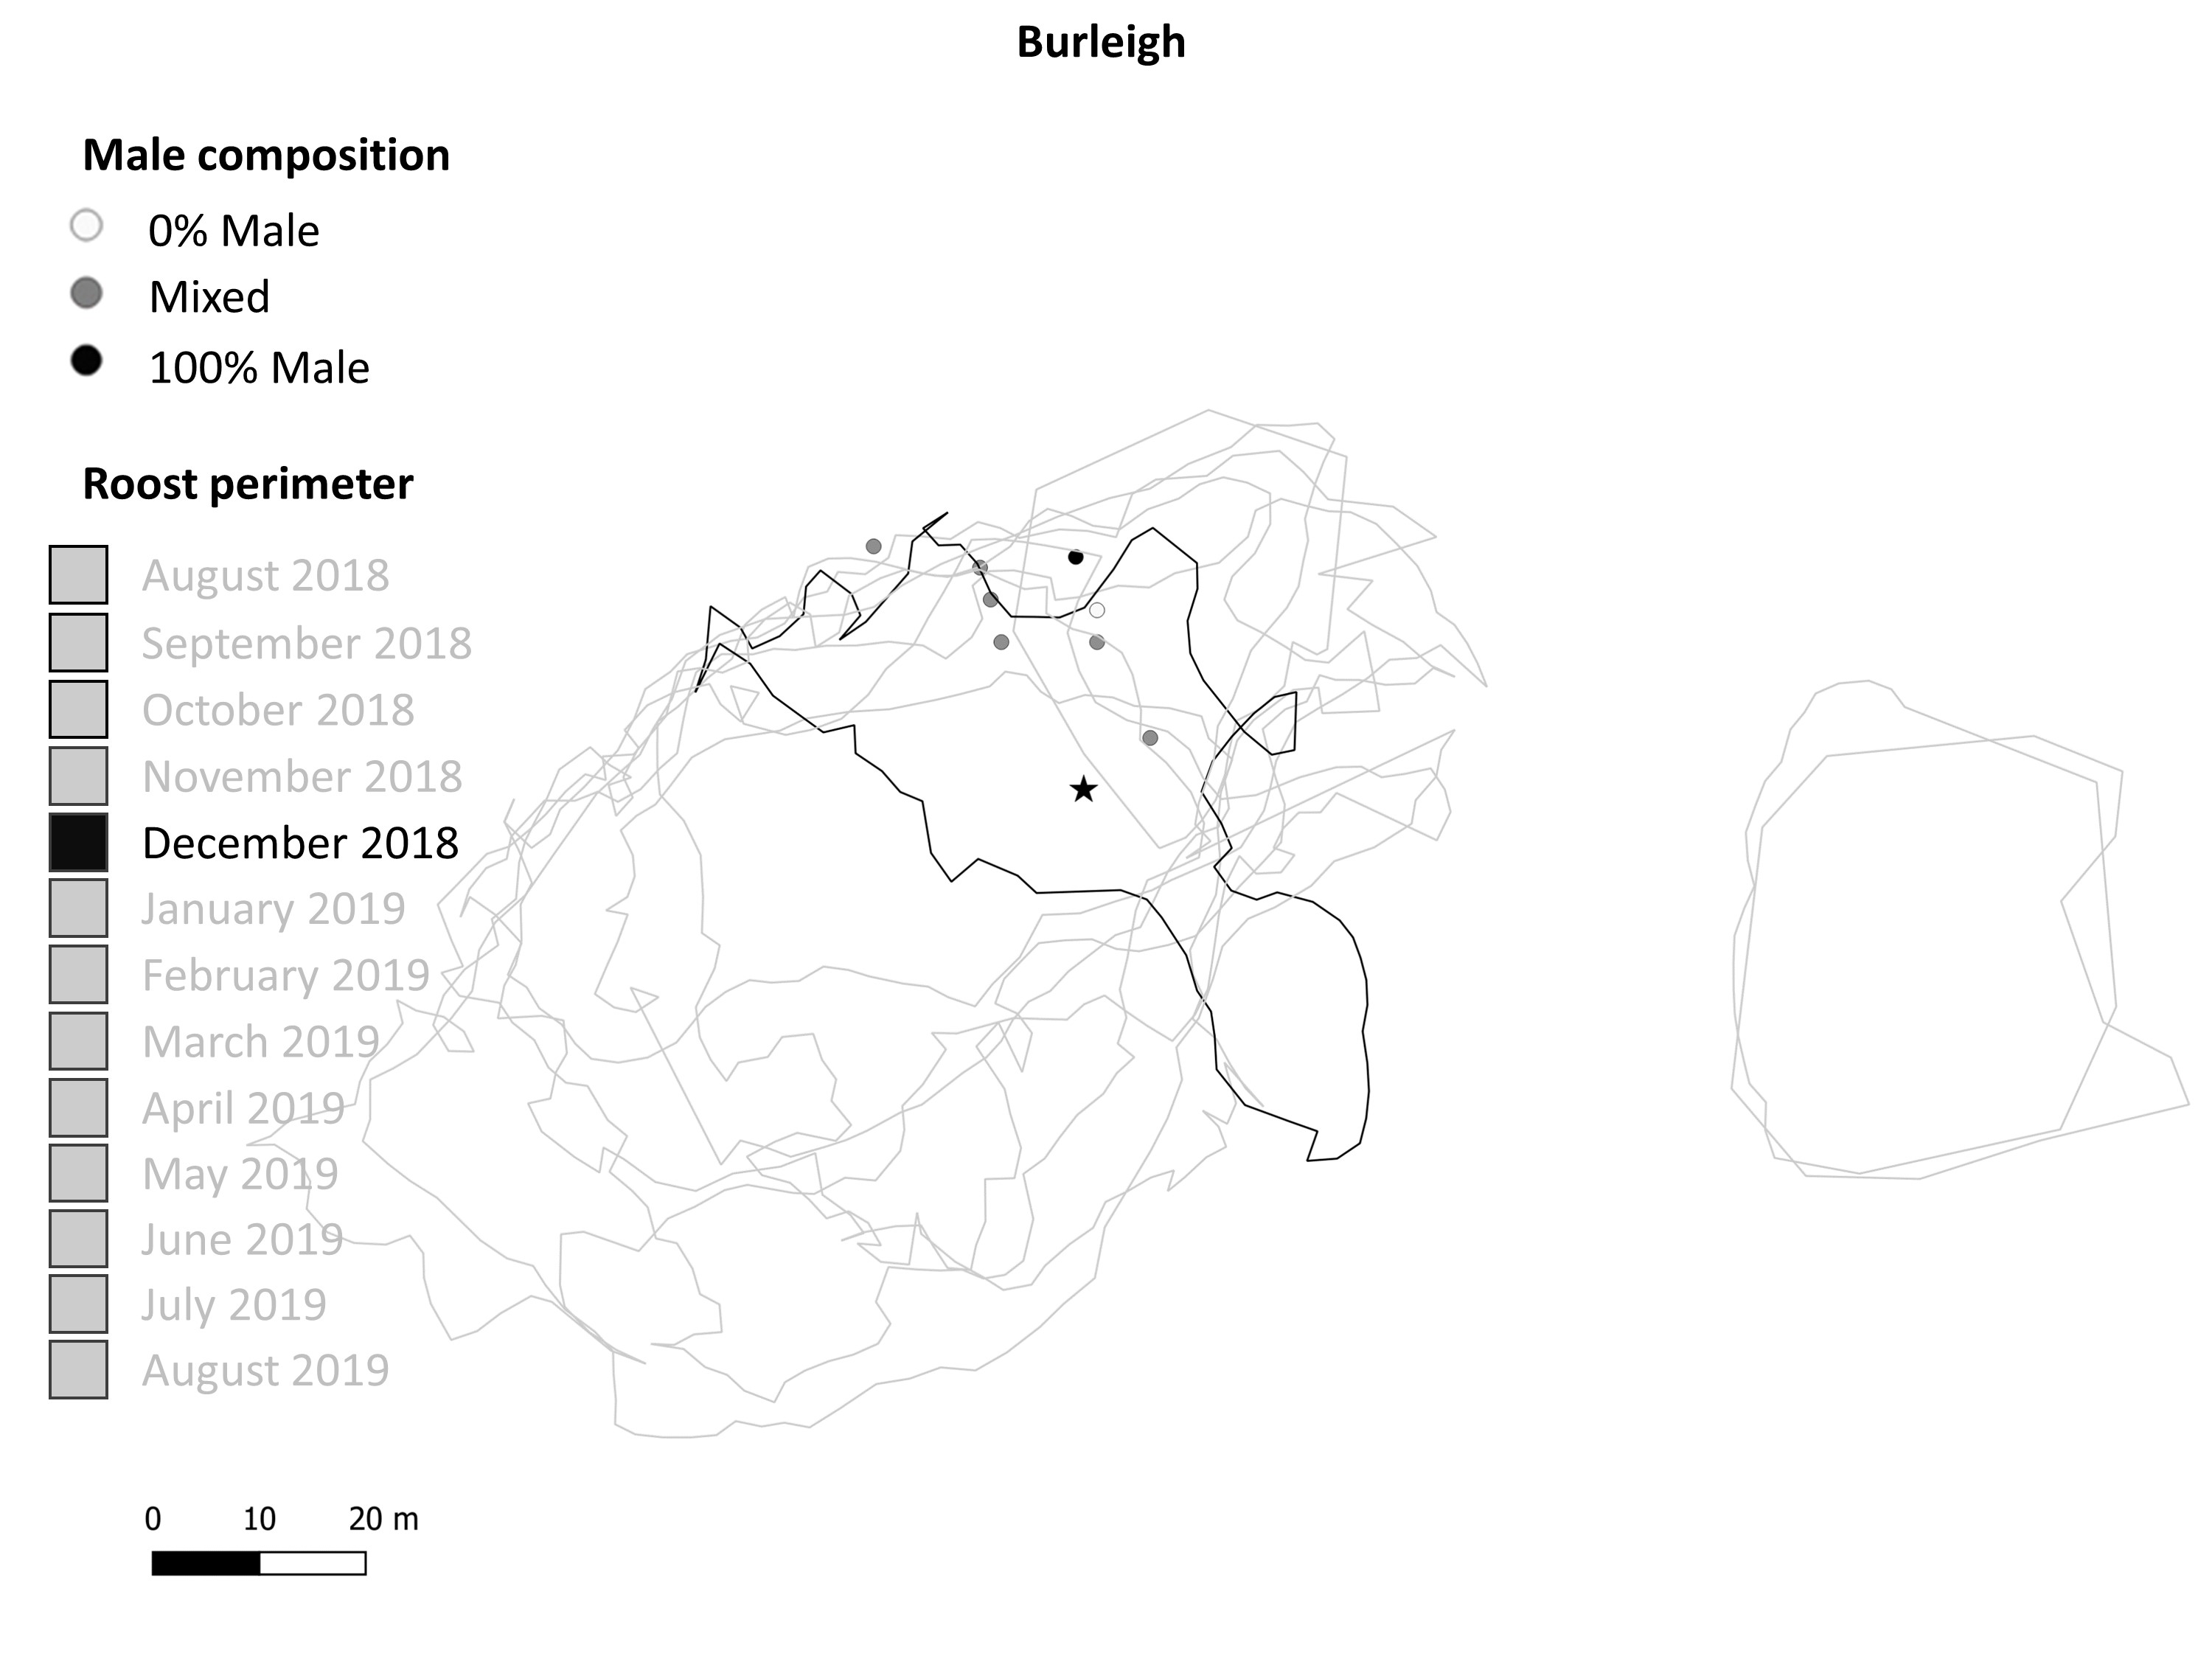 Burleigh
Male composition
0% Male
Mixed
100% Male
Roost perimeter
August 2018
September 2018
October 2018
November 2018
December 2018
January 2019
February 2019
March 2019
April 2019
May 2019
June 2019
July 2019
August 2019
0 10 20 m